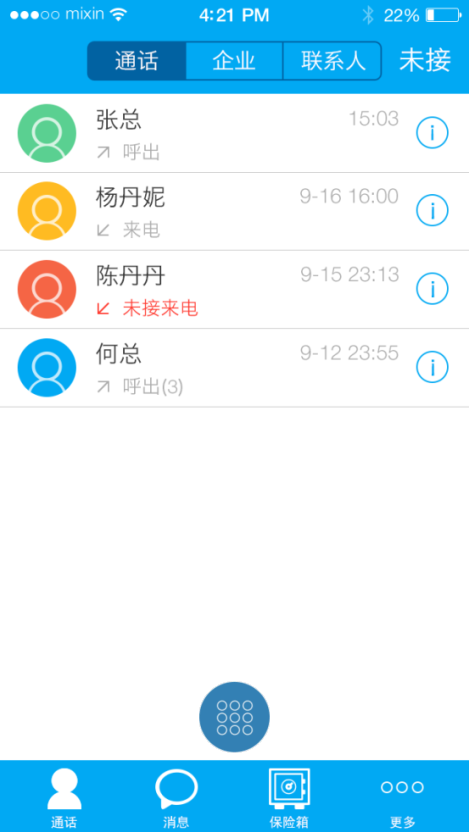 mixin 4:21 PM 22%
通话 企业 联系人 未接
张总 15:03
呼出
杨丹妮 9-16 16:00
来电
陈丹丹 9-15 23:13
未接来电
何总 9-12 23:55
呼出(3)
通话 消息 保险箱 更多